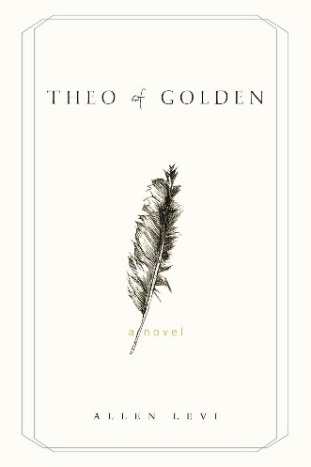 THEO of GOLDEN
a novel
ALLEN LEVI